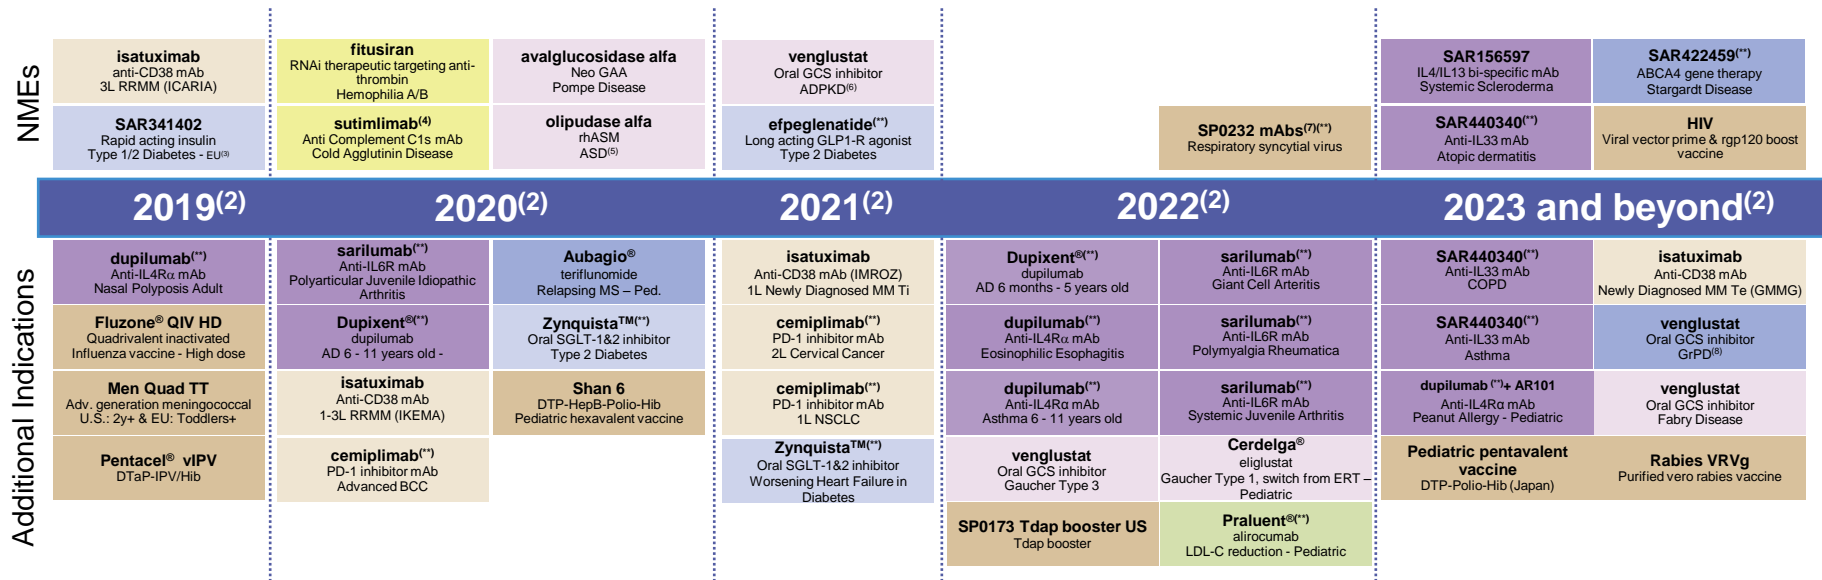 NMEs
isatuximab
anti-CD38 mAb
3L RRMM (ICARIA)
SAR341402
Rapid acting insulin
Type 1/2 Diabetes - EU(3)
fitusiran
RNAi therapeutic targeting anti-
thrombin
Hemophilia A/B
sutimlimab(4)
Anti Complement C1s mAb
Cold Agglutinin Disease
avalglucosidase alfa
Neo GAA
Pompe Disease
olipudase alfa
rhASM
ASD(5)
venglustat
Oral GCS inhibitor
ADPKD(6)
efpeglenatide(**)
Long acting GLP1-R agonist
Type 2 Diabetes
SP0232 mAbs(7)(**)
Respiratory syncytial virus
SAR156597
IL4/IL13 bi-specific mAb
Systemic Scleroderma
SAR440340(**)
Anti-IL33 mAb
Atopic dermatitis
SAR422459(**)
ABCA4 gene therapy
Stargardt Disease
HIV
Viral vector prime & rgp120 boost
vaccine
2019(2)
2020(2)
2021(2)
2022(2)
2023 and beyond(2)
Additional Indications
dupilumab(**)
Anti-IL4Rα mAb
Nasal Polyposis Adult
Fluzone® QIV HD
Quadrivalent inactivated
Influenza vaccine - High dose
Men Quad TT
Adv. generation meningococcal
U.S.: 2y+ & EU: Toddlers+
Pentacel® vIPV
DTaP-IPV/Hib
sarilumab(**)
Anti-IL6R mAb
Polyarticular Juvenile Idiopathic
Arthritis
Dupixent®(**)
dupilumab
AD 6 - 11 years old -
isatuximab
Anti-CD38 mAb
1-3L RRMM (IKEMA)
cemiplimab(**)
PD-1 inhibitor mAb
Advanced BCC
Aubagio®
teriflunomide
Relapsing MS – Ped.
Zynquista™(**)
Oral SGLT-1&2 inhibitor
Type 2 Diabetes
Shan 6
DTP-HepB-Polio-Hib
Pediatric hexavalent vaccine
isatuximab
Anti-CD38 mAb (IMROZ)
1L Newly Diagnosed MM Ti
cemiplimab(**)
PD-1 inhibitor mAb
2L Cervical Cancer
cemiplimab(**)
PD-1 inhibitor mAb
1L NSCLC
Zynquista™(**)
Oral SGLT-1&2 inhibitor
Worsening Heart Failure in
Diabetes
Dupixent®(**)
dupilumab
AD 6 months - 5 years old
dupilumab(**)
Anti-IL4Rα mAb
Eosinophilic Esophagitis
dupilumab(**)
Anti-IL4Rα mAb
Asthma 6 - 11 years old
venglustat
Oral GCS inhibitor
Gaucher Type 3
SP0173 Tdap booster US
Tdap booster
sarilumab(**)
Anti-IL6R mAb
Giant Cell Arteritis
sarilumab(**)
Anti-IL6R mAb
Polymyalgia Rheumatica
sarilumab(**)
Anti-IL6R mAb
Systemic Juvenile Arthritis
Cerdelga®
eliglustat
Gaucher Type 1, switch from ERT –
Pediatric
Praluent®(**)
alirocumab
LDL-C reduction - Pediatric
SAR440340(**)
Anti-IL33 mAb
COPD
SAR440340(**)
Anti-IL33 mAb
Asthma
dupilumab (**)+ AR101
Anti-IL4Rα mAb
Peanut Allergy - Pediatric
Pediatric pentavalent
vaccine
DTP-Polio-Hib (Japan)
isatuximab
Anti-CD38 mAb
Newly Diagnosed MM Te (GMMG)
venglustat
Oral GCS inhibitor
GrPD(8)
venglustat
Oral GCS inhibitor
Fabry Disease
Rabies VRVg
Purified vero rabies vaccine